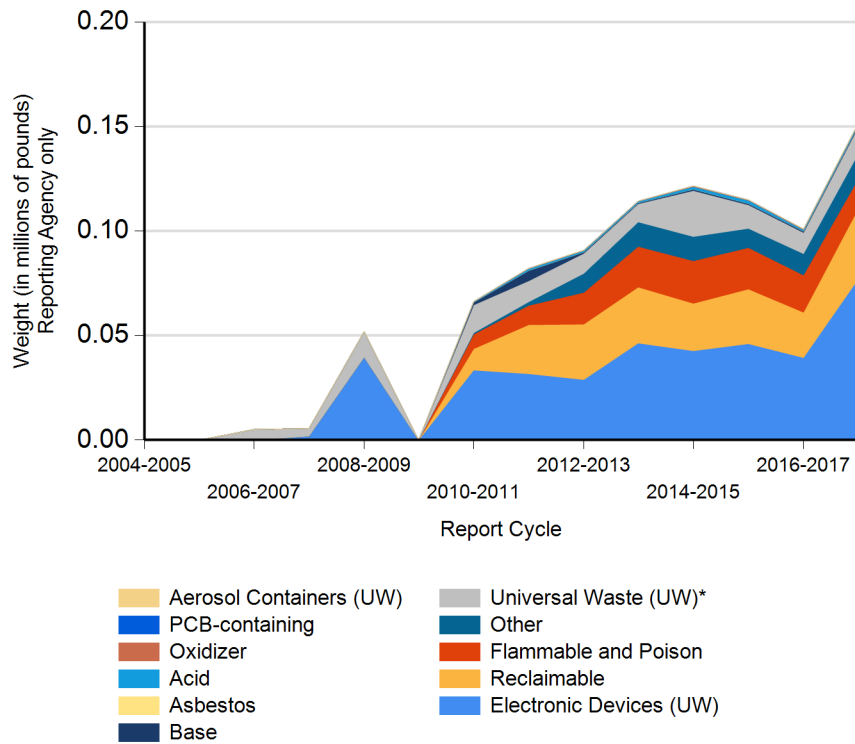 0.20
0.15
0.10
0.05
0.00
Weight (in millions of pounds)
Reporting Agency only
2004-2005
2006-2007
2008-2009
2010-2011
2012-2013
2014-2015
2016-2017
Report Cycle
Aerosol Containers (UW)
PCB-containing
Oxidizer
Acid
Asbestos
Base
Universal Waste (UW)*
Other
Flammable and Poison
Reclaimable
Electronic Devices (UW)